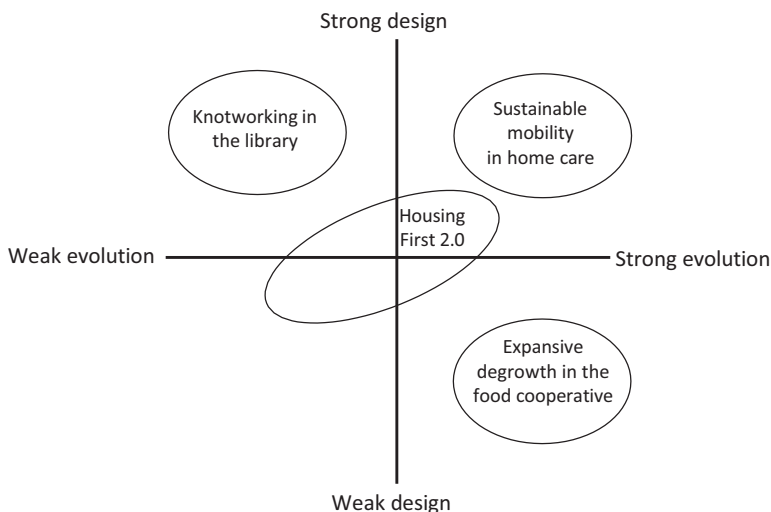 Strong design
Knotworking in
the library
Sustainable
mobility
in home care
Housing
First 2.0
Weak evolution
Strong evolution
Expansive
degrowth in the
food cooperative
Weak design